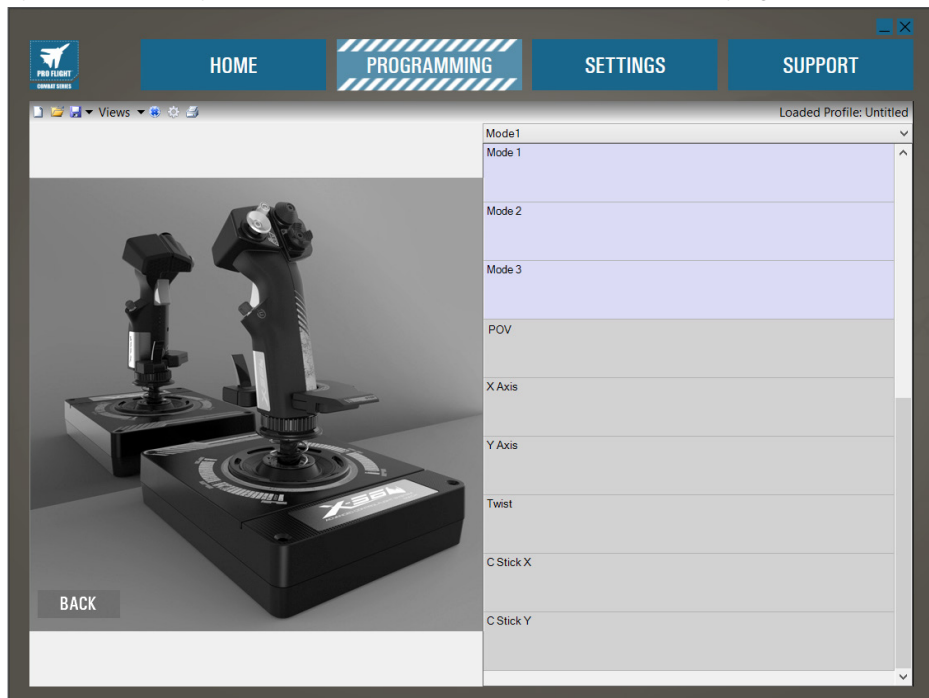 PRO FLIGHT
COMBAT SERIES
HOME
PROGRAMMING
SETTINGS
SUPPORT
Views
Loaded Profile: Untitled
Mode1
Mode 1
Mode 2
Mode 3
POV
X Axis
Y Axis
Twist
C Stick X
C Stick Y
X-56
BACK